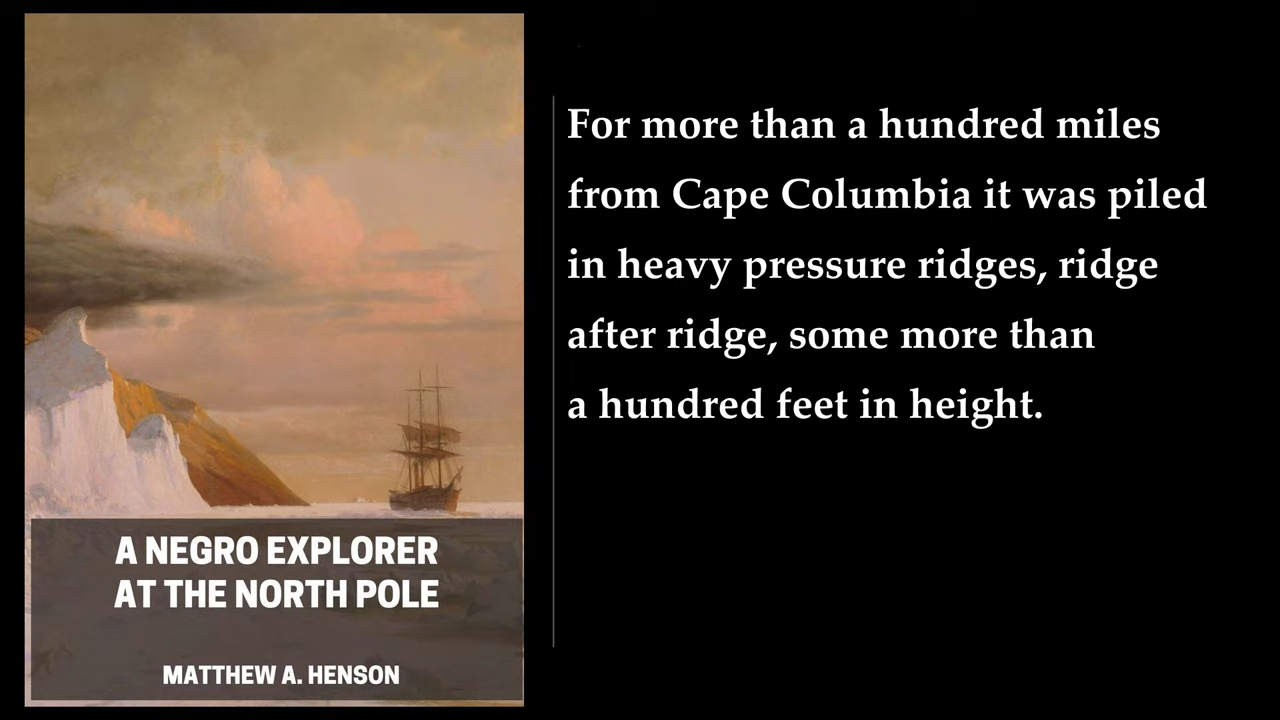 A NEGRO EXPLORER
AT THE NORTH POLE
MATTHEW A. HENSON
For more than a hundred miles
from Cape Columbia it was piled
in heavy pressure ridges, ridge
after ridge, some more than
a hundred feet in height.